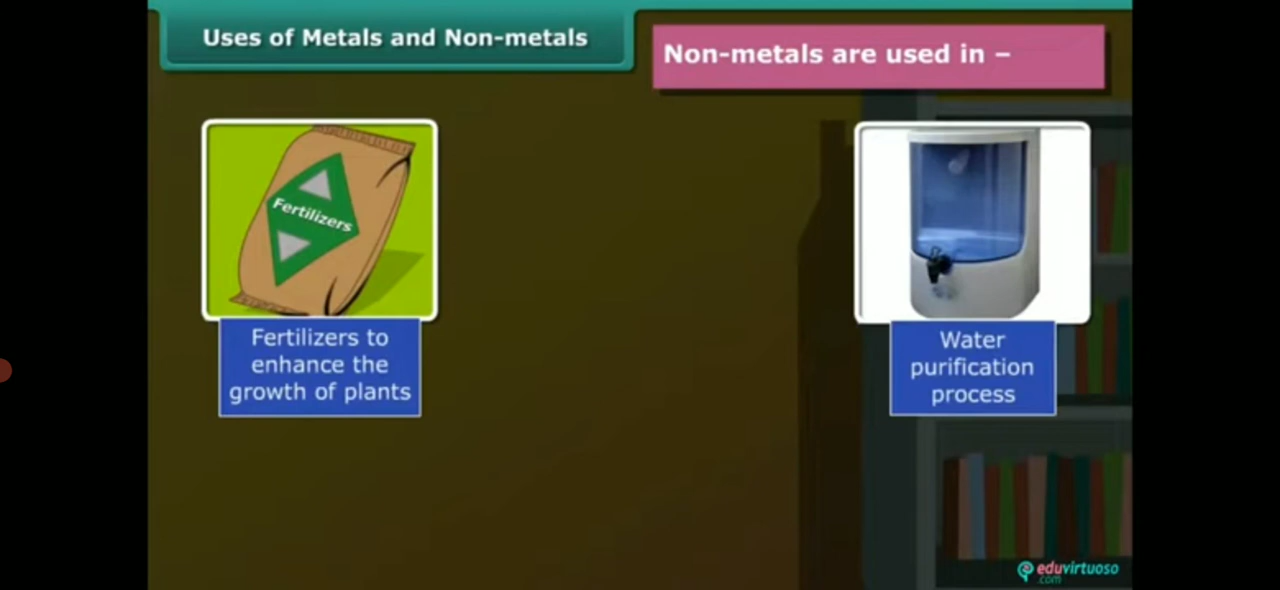 Uses of Metals and Non-metals
Non-metals are used in –
Fertilizers
Fertilizers to
enhance the
growth of plants
Water
purification
process
eduvirtuoso
.com